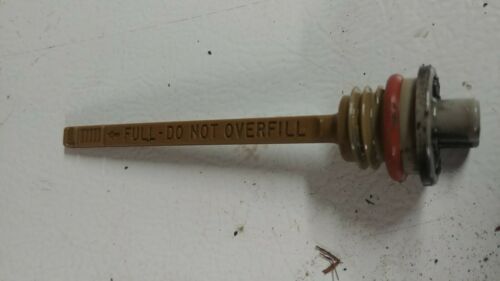 ← FULL - DO NOT OVERFILL